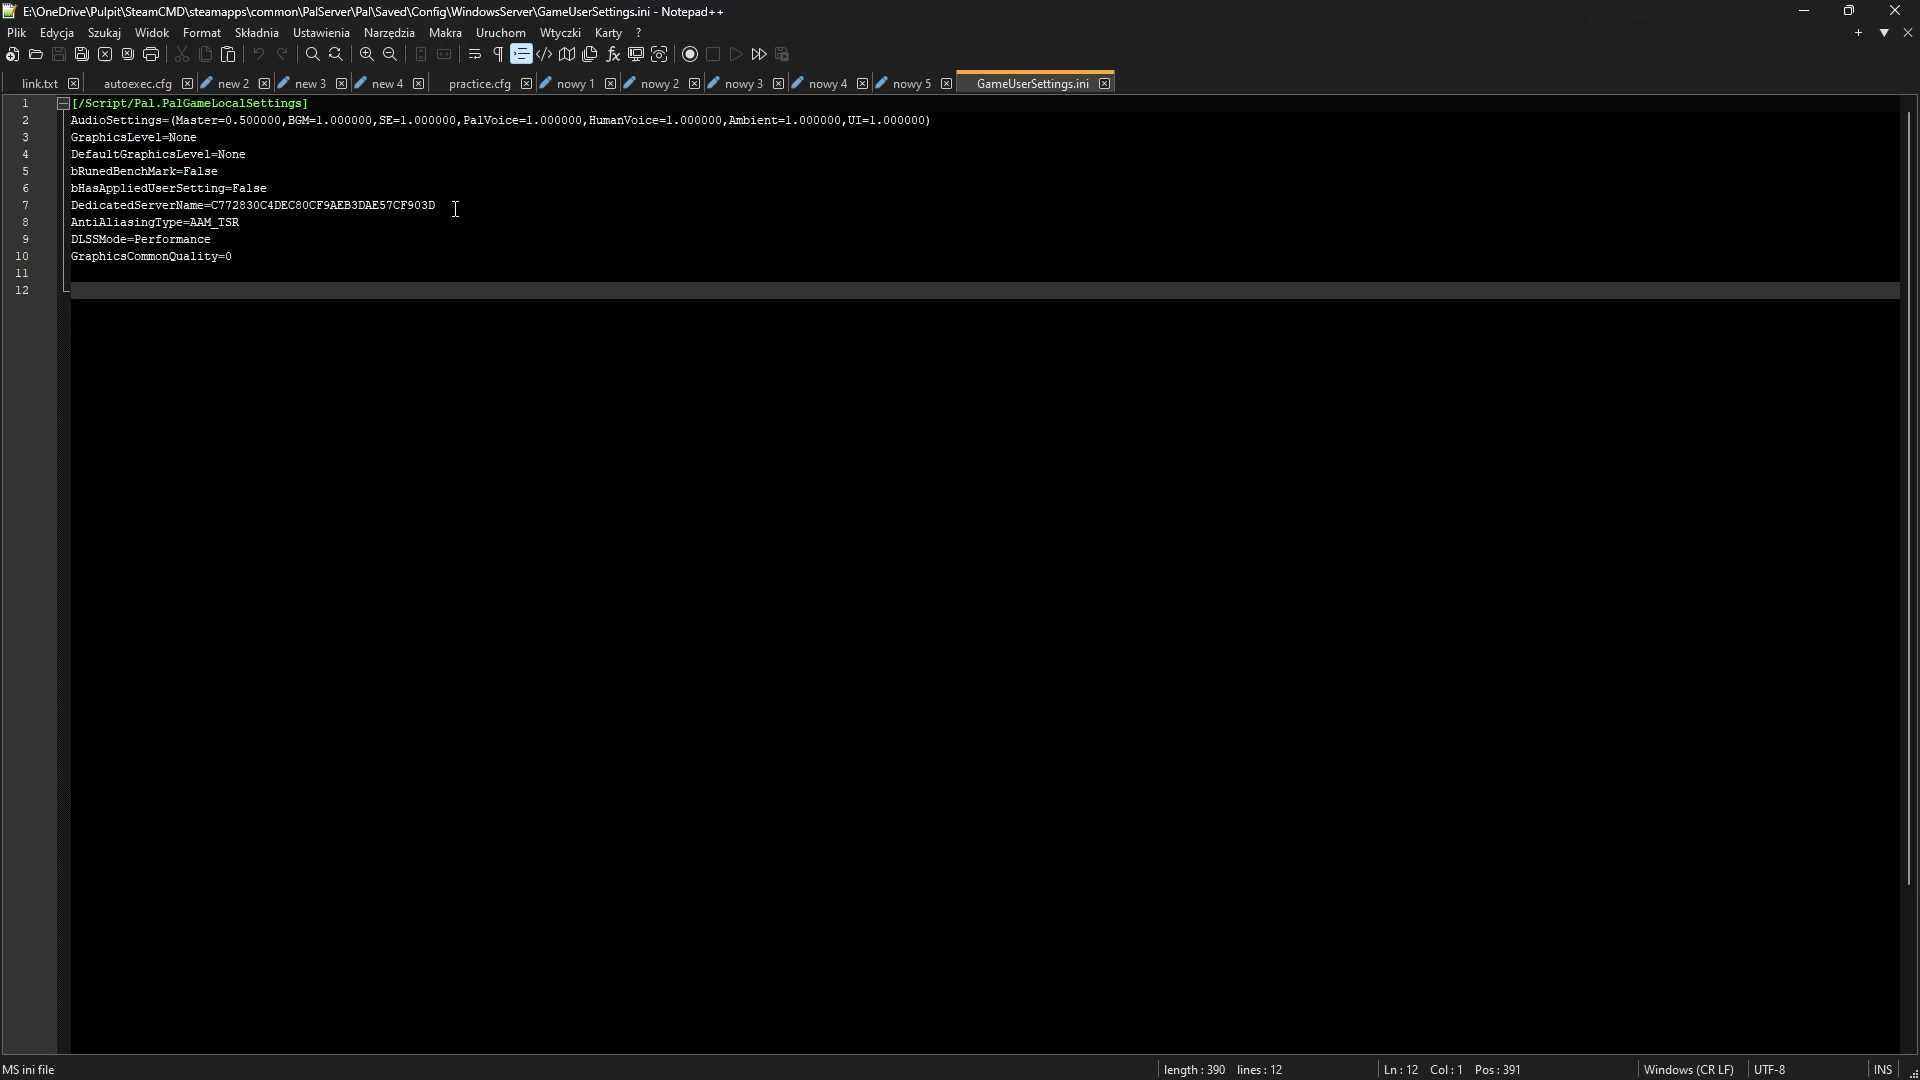 E:\OneDrive\Pulpit\SteamCMD\steamapps\common\PalServer\Pal\Saved\Config\WindowsServer\GameUserSettings.ini - Notepad++
Plik Edycja Szukaj Widok Format Składnia Ustawienia Narzędzia Makra Uruchom Wtyczki Karty ?
link.txt autoexec.cfg new 2 new 3 new 4 practice.cfg nowy 1 nowy 2 nowy 3 nowy 4 nowy 5 GameUserSettings.ini
1 [/Script/Pal.PalGameLocalSettings]
2 AudioSettings=(Master=0.500000,BGM=1.000000,SE=1.000000,PalVoice=1.000000,HumanVoice=1.000000,Ambient=1.000000,UI=1.000000)
3 GraphicsLevel=None
4 DefaultGraphicsLevel=None
5 bRunedBenchMark=False
6 bHasAppliedUserSetting=False
7 DedicatedServerName=C772830C4DEC80CF9AEB3DAE57CF903D
8 AntiAliasingType=AAM_TSR
9 DLSSMode=Performance
10 GraphicsCommonQuality=0
11
12
MS ini file length : 390 lines : 12 Ln : 12 Col : 1 Pos : 391 Windows (CR LF) UTF-8 INS